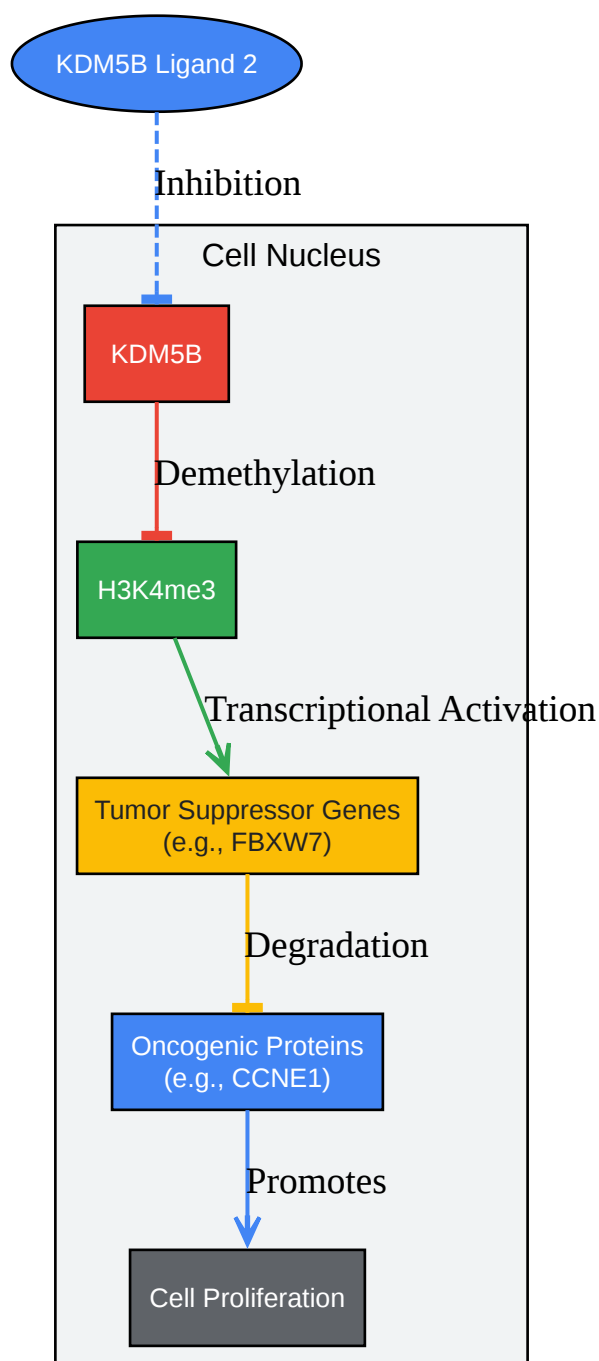 KDM5B Ligand 2
Inhibition
Cell Nucleus
KDM5B
Demethylation
H3K4me3
Transcriptional Activation
Tumor Suppressor Genes
(e.g., FBXW7)
Degradation
Oncogenic Proteins
(e.g., CCNE1)
Promotes
Cell Proliferation